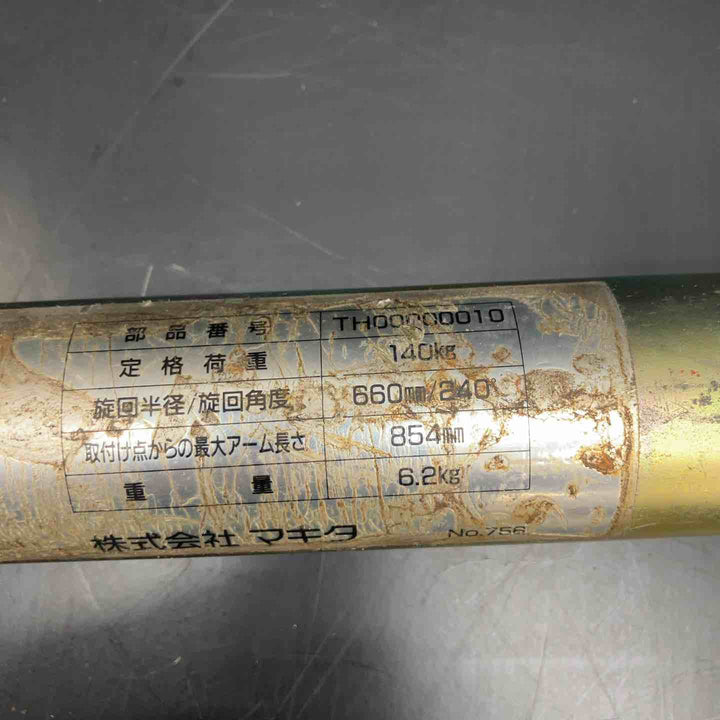 部品番号 TH00000010
定格荷重 140kg
旋回半径/旋回角度 660mm/240°
取付け点からの最大アーム長さ 854mm
重量 6.2kg
株式会社 マキタ No.756